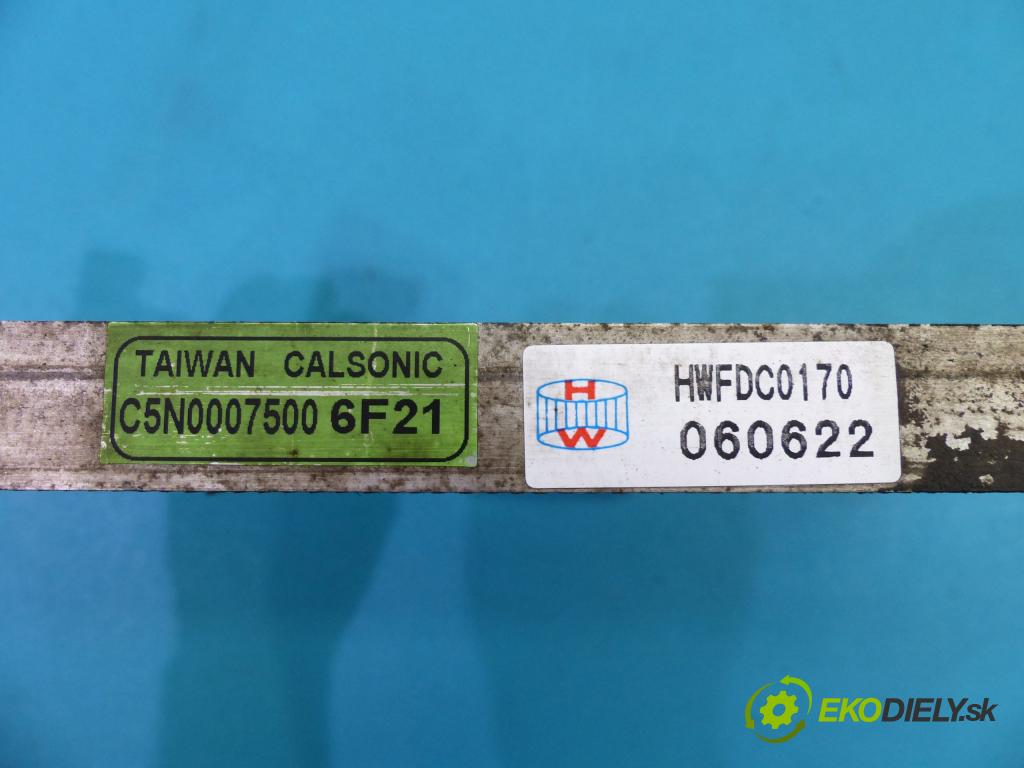 TAIWAN CALSONIC
C5N0007500 6F21
H
W
HWFDC0170
060622
EKODIELY.sk